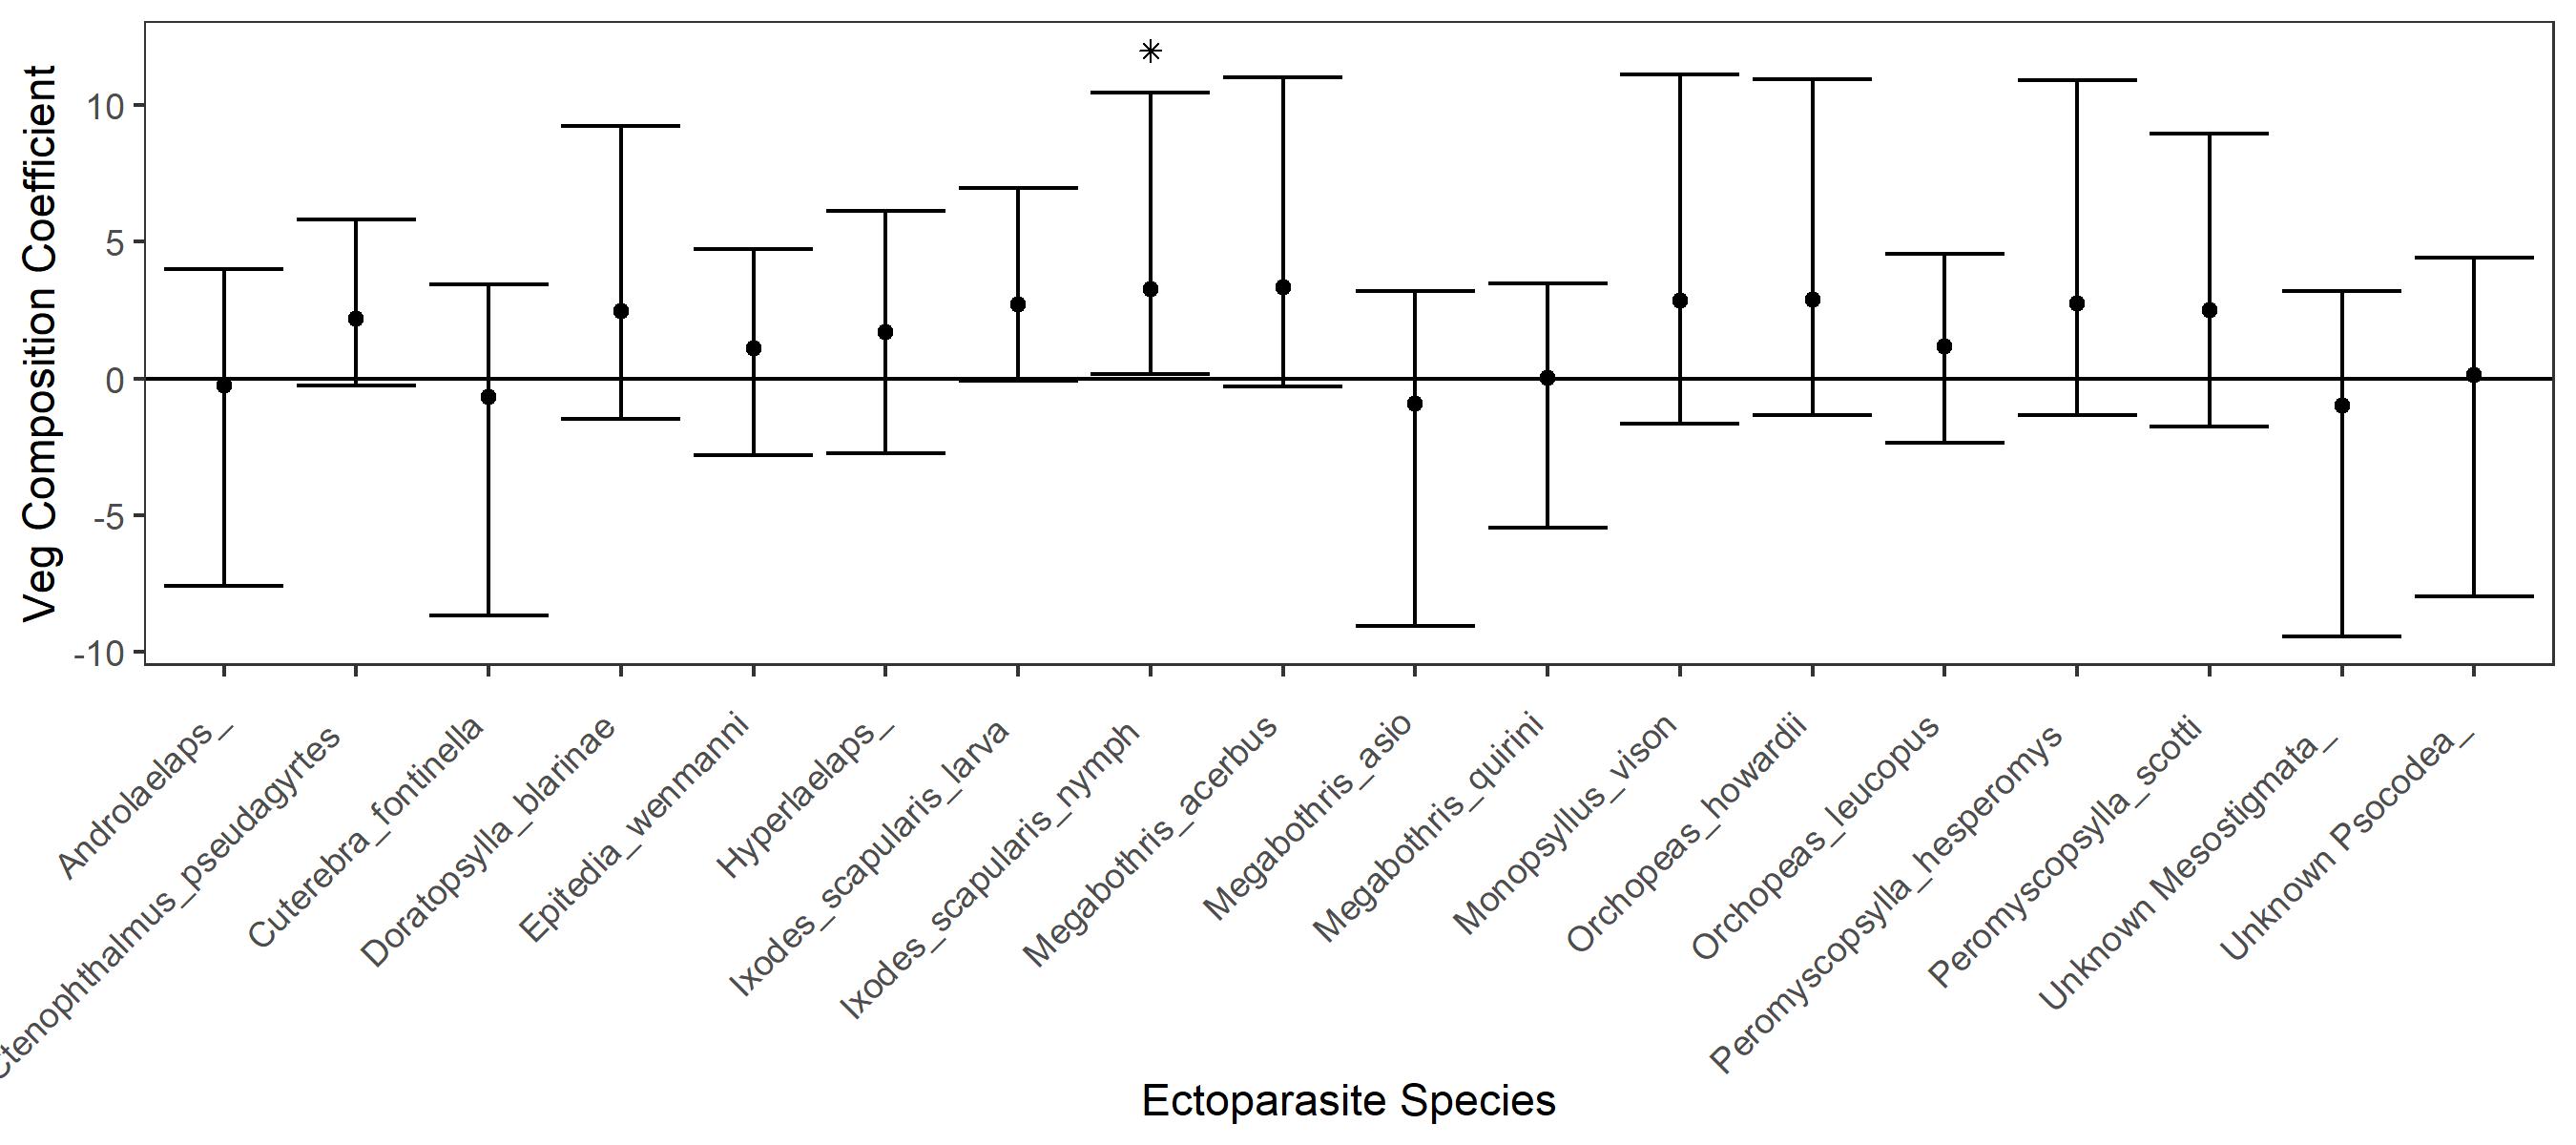 *
Veg Composition Coefficient
10
5
0
-5
-10
Androlaelaps_
Ctenophthalmus_pseudagyrtes
Cuterebra_fontinella
Doratopsylla_blarinae
Epitedia_wenmanni
Hyperlaelaps_
Ixodes_scapularis_larva
Ixodes_scapularis_nymph
Megabothris_acerbus
Megabothris_asio
Megabothris_quirini
Monopsyllus_vison
Orchopeas_howardii
Orchopeas_leucopus
Peromyscopsylla_hesperomys
Peromyscopsylla_scotti
Unknown Mesostigmata_
Unknown Psocodea_
Ectoparasite Species